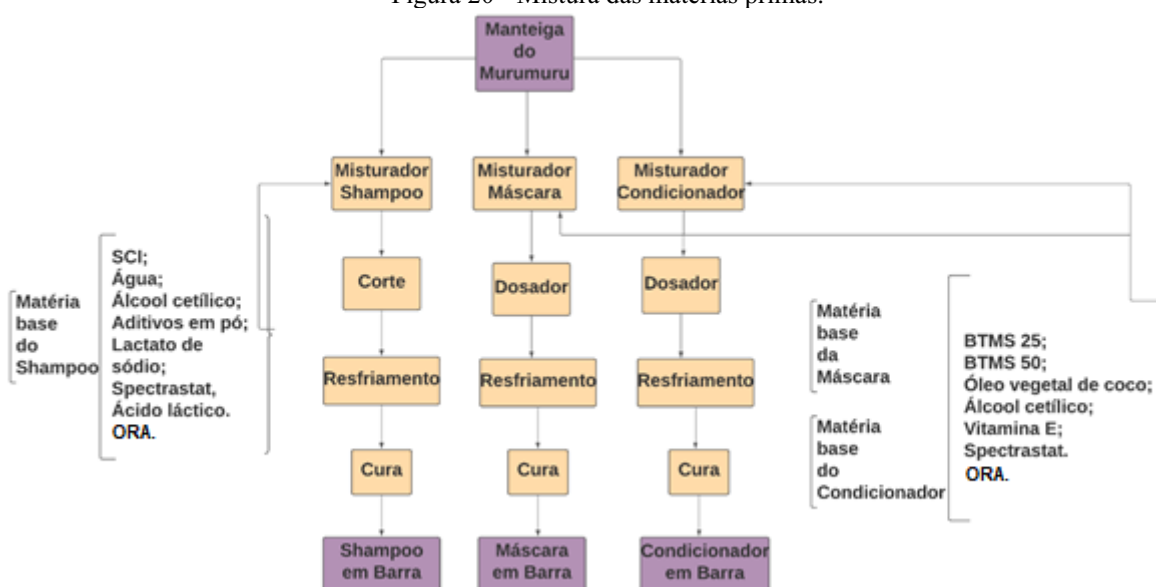 Figura 20 - Mistura das matérias primas.
Manteiga
do
Murumuru
Misturador
Shampoo
Misturador
Máscara
Misturador
Condicionador
Corte
Dosador
Dosador
Resfriamento
Resfriamento
Resfriamento
Cura
Cura
Cura
Shampoo
em Barra
Máscara
em Barra
Condicionador
em Barra
Matéria
base
do
Shampoo
SCI;
Água;
Álcool cetílico;
Aditivos em pó;
Lactato de
sódio;
Spectrastat,
Ácido láctico.
ORA.
Matéria
base
da
Máscara
Matéria
base
do
Condicionador
BTMS 25;
BTMS 50;
Óleo vegetal de coco;
Álcool cetílico;
Vitamina E;
Spectrastat.
ORA.